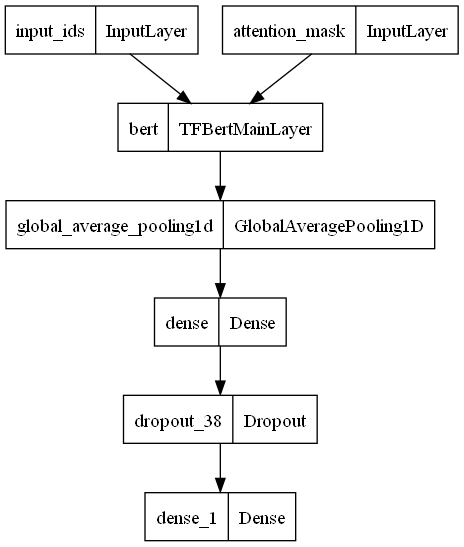 input_ids InputLayer attention_mask InputLayer
bert TFBertMainLayer
global_average_pooling1d GlobalAveragePooling1D
dense Dense
dropout_38 Dropout
dense_1 Dense